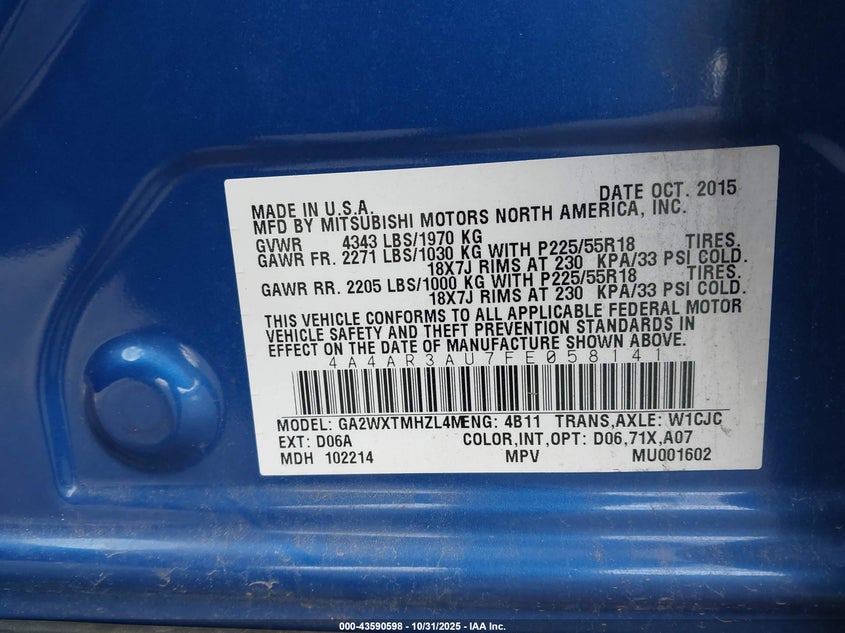 MADE IN U.S.A. DATE OCT. 2015
MFD BY MITSUBISHI MOTORS NORTH AMERICA, INC.
GVWR 4343 LBS/1970 KG
GAWR FR. 2271 LBS/1030 KG WITH P225/55R18 TIRES.
18X7J RIMS AT 230 KPA/33 PSI COLD.
GAWR RR. 2205 LBS/1000 KG WITH P225/55R18 TIRES.
18X7J RIMS AT 230 KPA/33 PSI COLD.
THIS VEHICLE CONFORMS TO ALL APPLICABLE FEDERAL MOTOR
VEHICLE SAFETY AND THEFT PREVENTION STANDARDS IN
EFFECT ON THE DATE OF MANUFACTURE SHOWN ABOVE.
4A4AR3AU7FE058141
MODEL: GA2WXTMHZL4M ENG: 4B11 TRANS,AXLE: W1CJC
EXT: D06A COLOR,INT,OPT: D06,71X,A07
MDH 102214 MPV MU001602
000-43590598 - 10/31/2025 - IAA Inc.